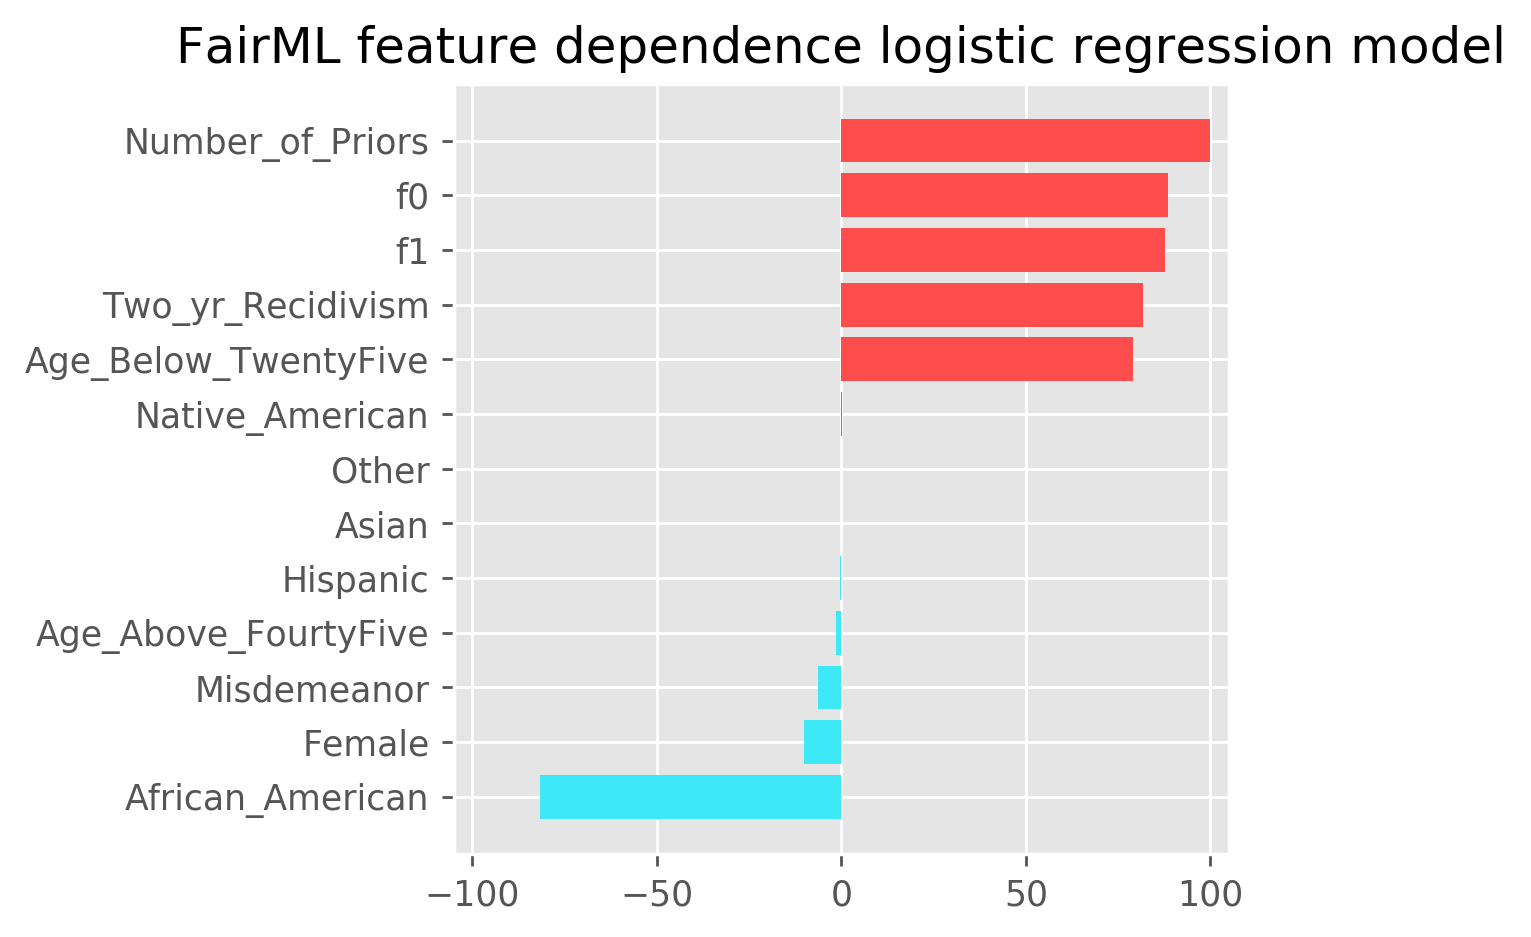 FairML feature dependence logistic regression model
Number_of_Priors
f0
f1
Two_yr_Recidivism
Age_Below_TwentyFive
Native_American
Other
Asian
Hispanic
Age_Above_FourtyFive
Misdemeanor
Female
African_American
−100 −50 0 50 100